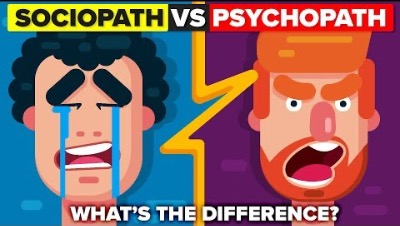 SOCIOPATH VS PSYCHOPATH
WHAT'S THE DIFFERENCE?